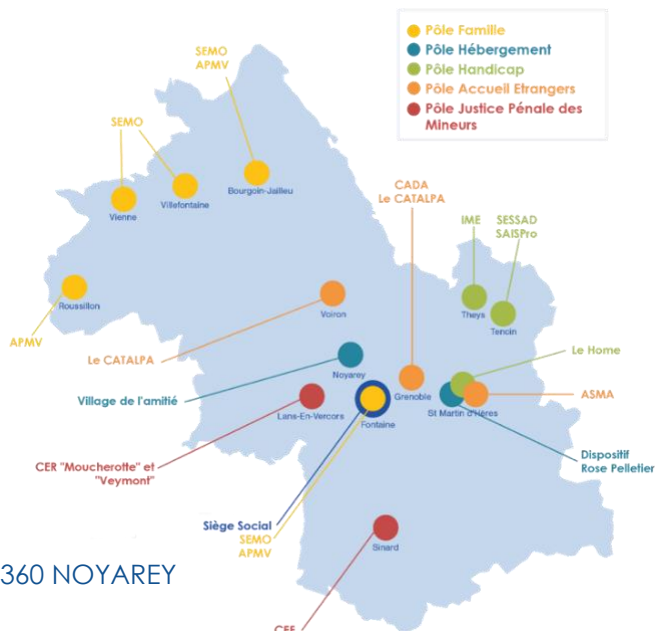 Pôle Famille
Pôle Hébergement
Pôle Handicap
Pôle Accueil Etrangers
Pôle Justice Pénale des
Mineurs
SEMO
APMV
SEMO
Bourgoin-Jailleu
Villefontaine
Vienne
CADA
Le CATALPA
IME
SESSAD
SAISPro
Roussillon
Voiron
Theys
Tencin
APMV
Le CATALPA
Le Home
Noyarey
Grenoble
Village de l'amitié
ASMA
Lans-En-Vercors
Fontaine
St Martin d'Hères
CER "Moucherotte" et
"Veymont"
Dispositif
Rose Pelletier
Siège Social
SEMO
APMV
Sinard
360 NOYAREY